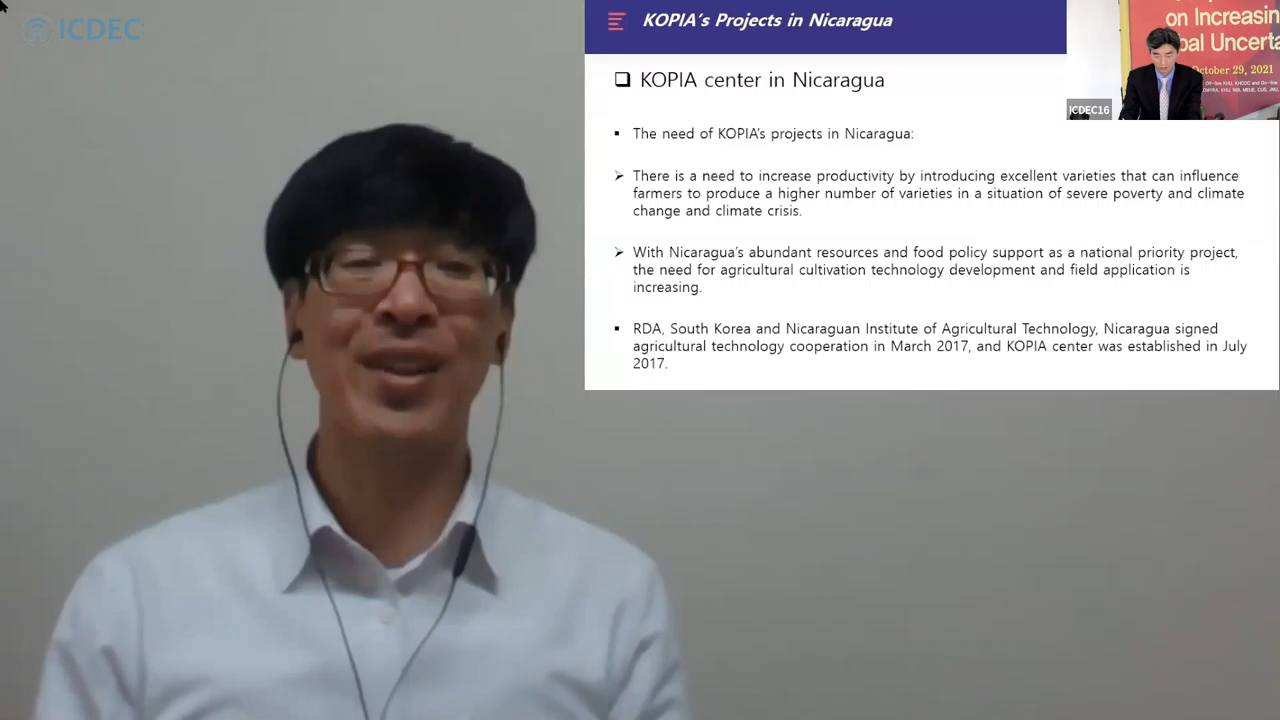 ICDEC
KOPIA's Projects in Nicaragua
on Increasin
bal Uncerta
October 29, 2021
ICDEC16
KOPIA center in Nicaragua
The need of KOPIA's projects in Nicaragua:
There is a need to increase productivity by introducing excellent varieties that can influence
farmers to produce a higher number of varieties in a situation of severe poverty and climate
change and climate crisis.
With Nicaragua's abundant resources and food policy support as a national priority project,
the need for agricultural cultivation technology development and field application is
increasing.
RDA, South Korea and Nicaraguan Institute of Agricultural Technology, Nicaragua signed
agricultural technology cooperation in March 2017, and KOPIA center was established in July
2017.